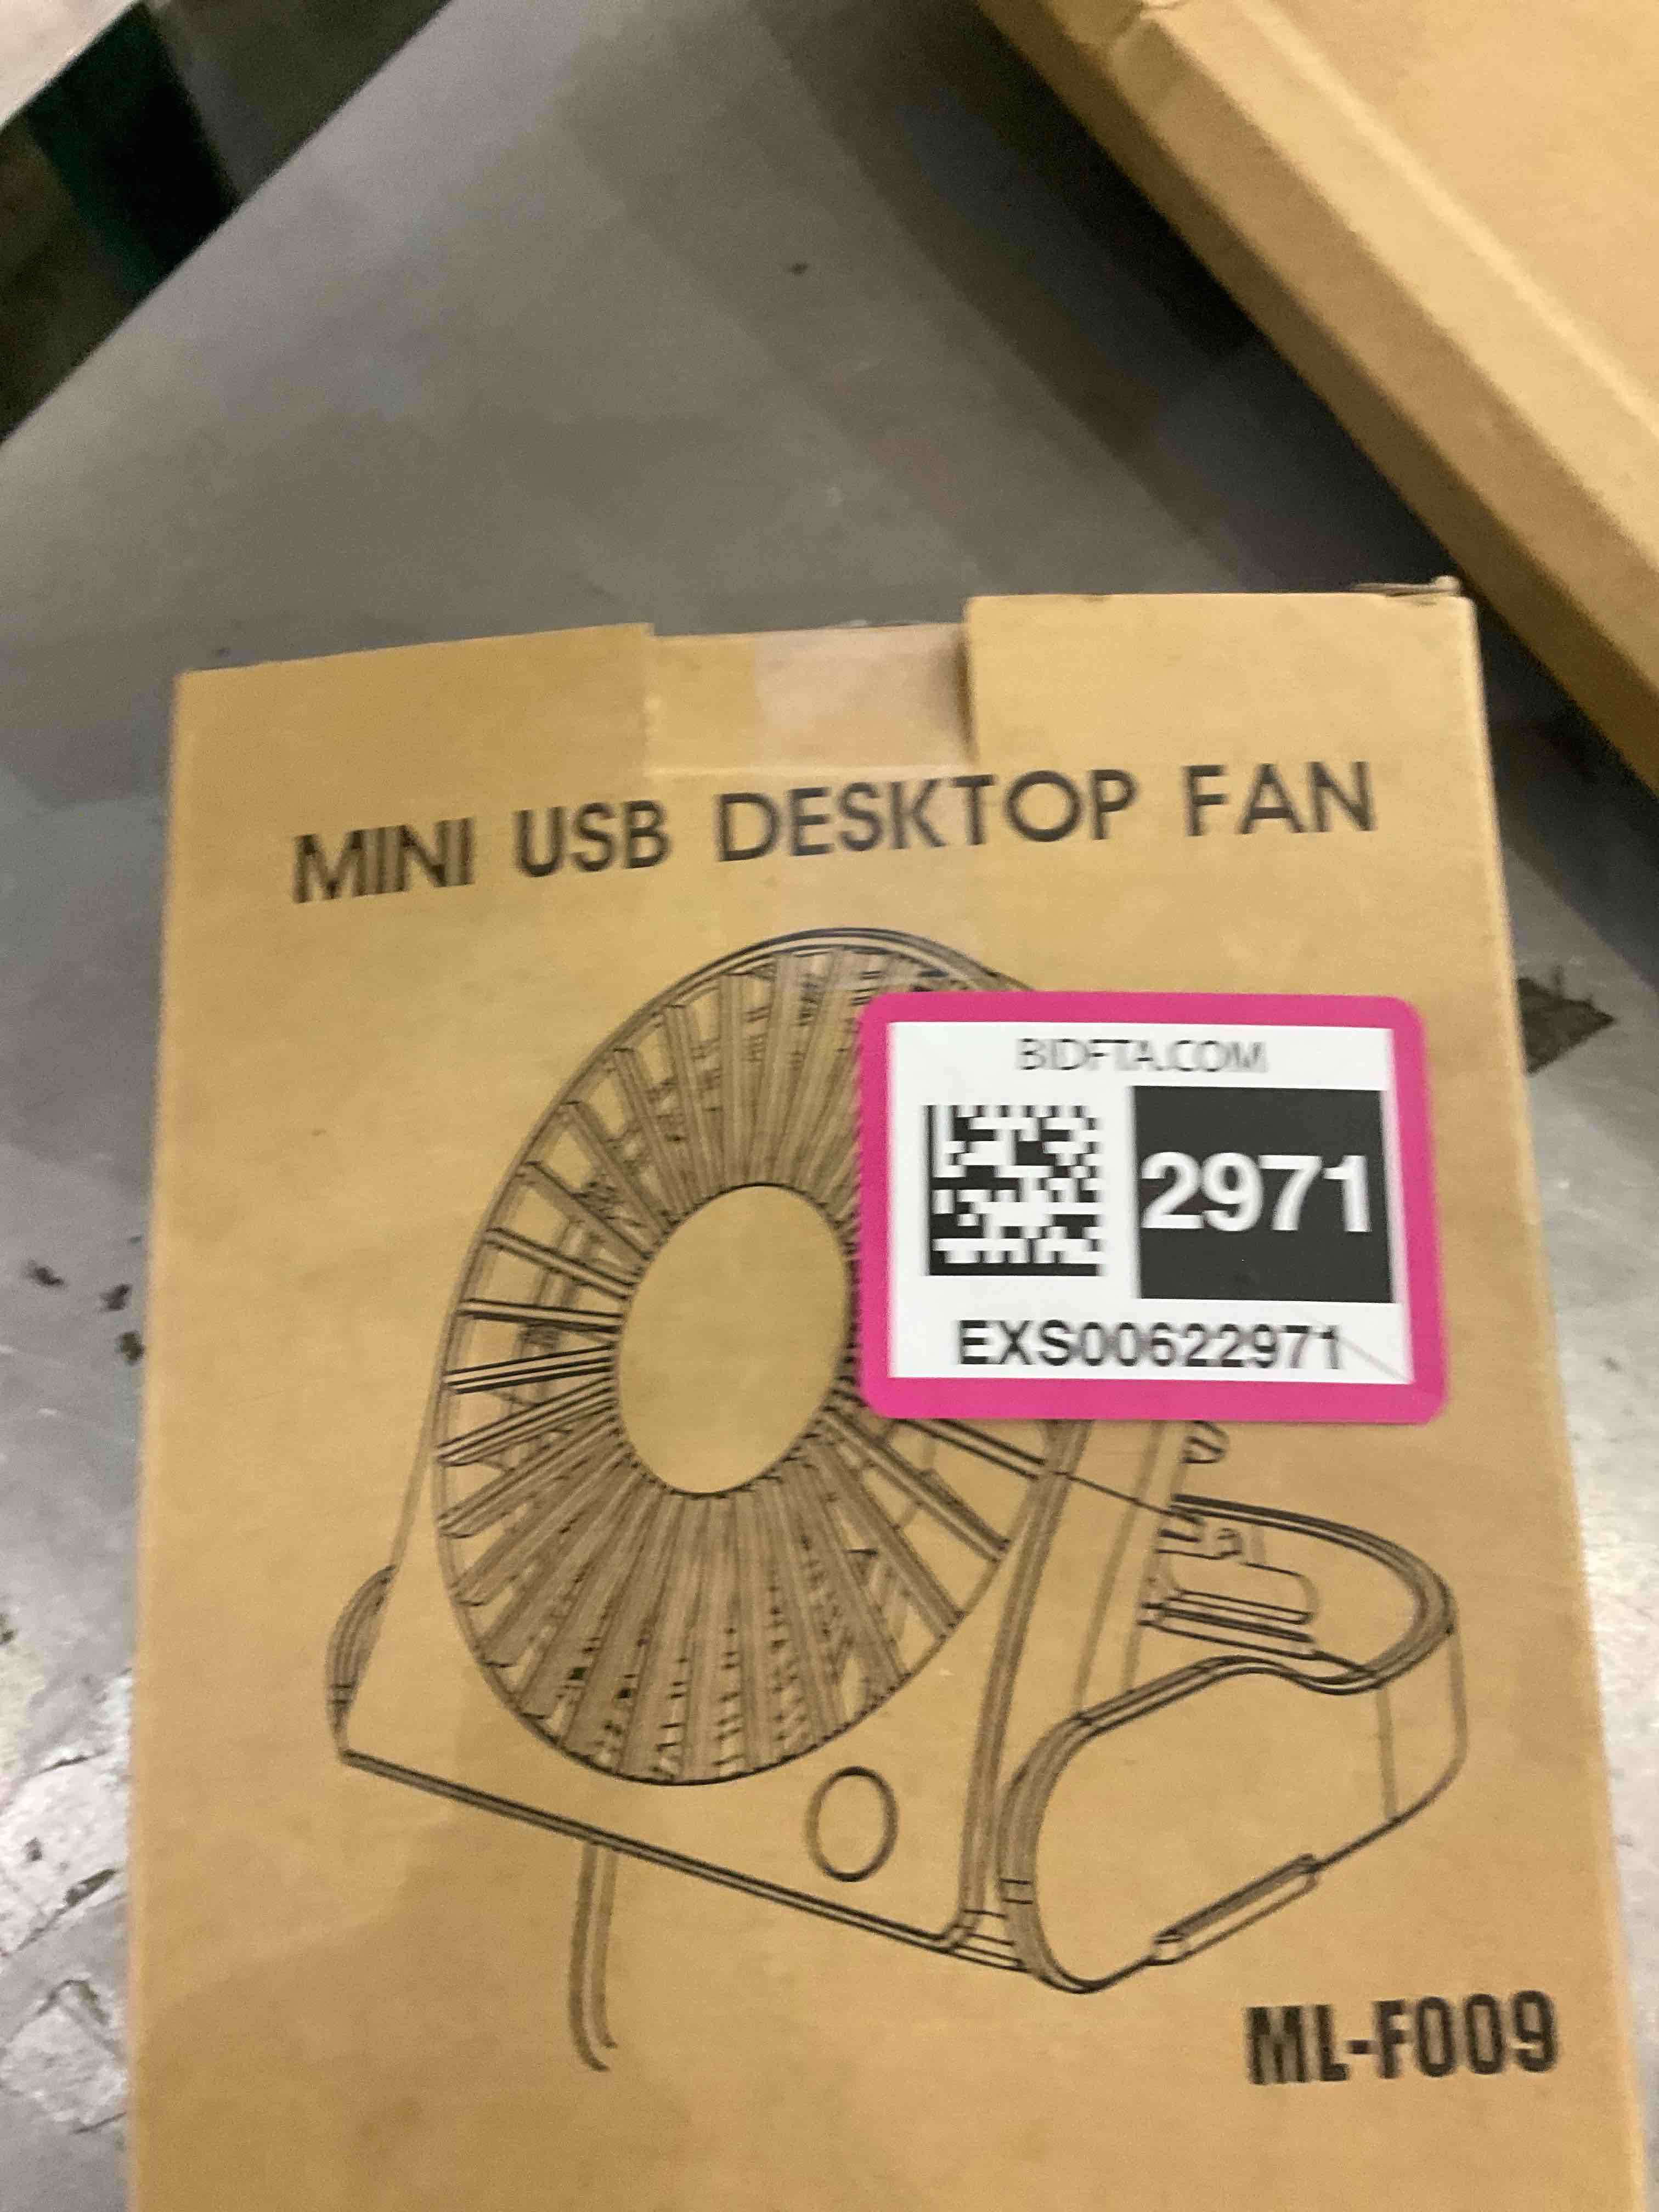 MINI USB DESKTOP FAN
BIDFTA.COM
2971
EXS00622971
ML-F009